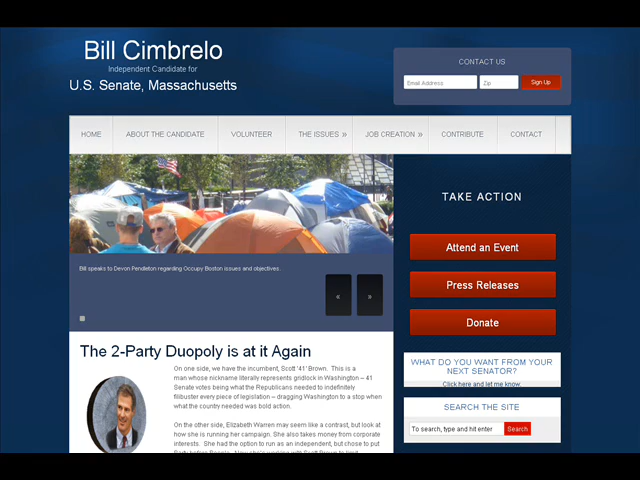 Bill Cimbrelo
Independent Candidate for
U.S. Senate, Massachusetts
CONTACT US
Email Address
Zip
Sign Up
HOME
ABOUT THE CANDIDATE
VOLUNTEER
THE ISSUES »
JOB CREATION »
CONTRIBUTE
CONTACT
Bill speaks to Devon Pendleton regarding Occupy Boston issues and objectives..
«
»
TAKE ACTION
Attend an Event
Press Releases
Donate
WHAT DO YOU WANT FROM YOUR
NEXT SENATOR?
Click here and let me know.
SEARCH THE SITE
To search, type and hit enter
Search
The 2-Party Duopoly is at it Again
On one side, we have the incumbent, Scott '41' Brown.  This is a
man whose nickname literally represents gridlock in Washington – 41
Senate votes being what the Republicans needed to indefinitely
filibuster every piece of legislation – dragging Washington to a stop when
what the country needed was bold action.
On the other side, Elizabeth Warren may seem like a contrast, but look at
how she is running her campaign. She also takes money from corporate
interests.  She had the option to run as an independent, but chose to put